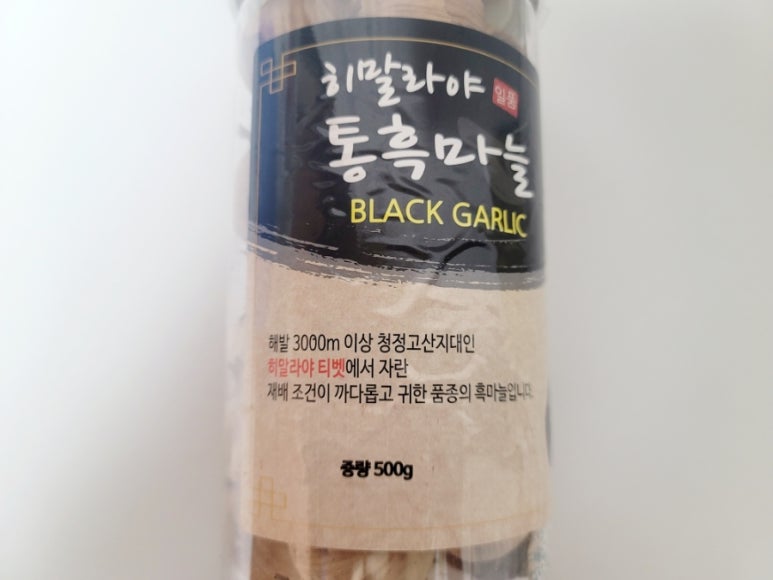 히말라야 일품
통흑마늘
BLACK GARLIC
해발 3000m 이상 청정고산지대인
히말라야 티벳에서 자란
재배 조건이 까다롭고 귀한 품종의 흑마늘입니다.
중량 500g